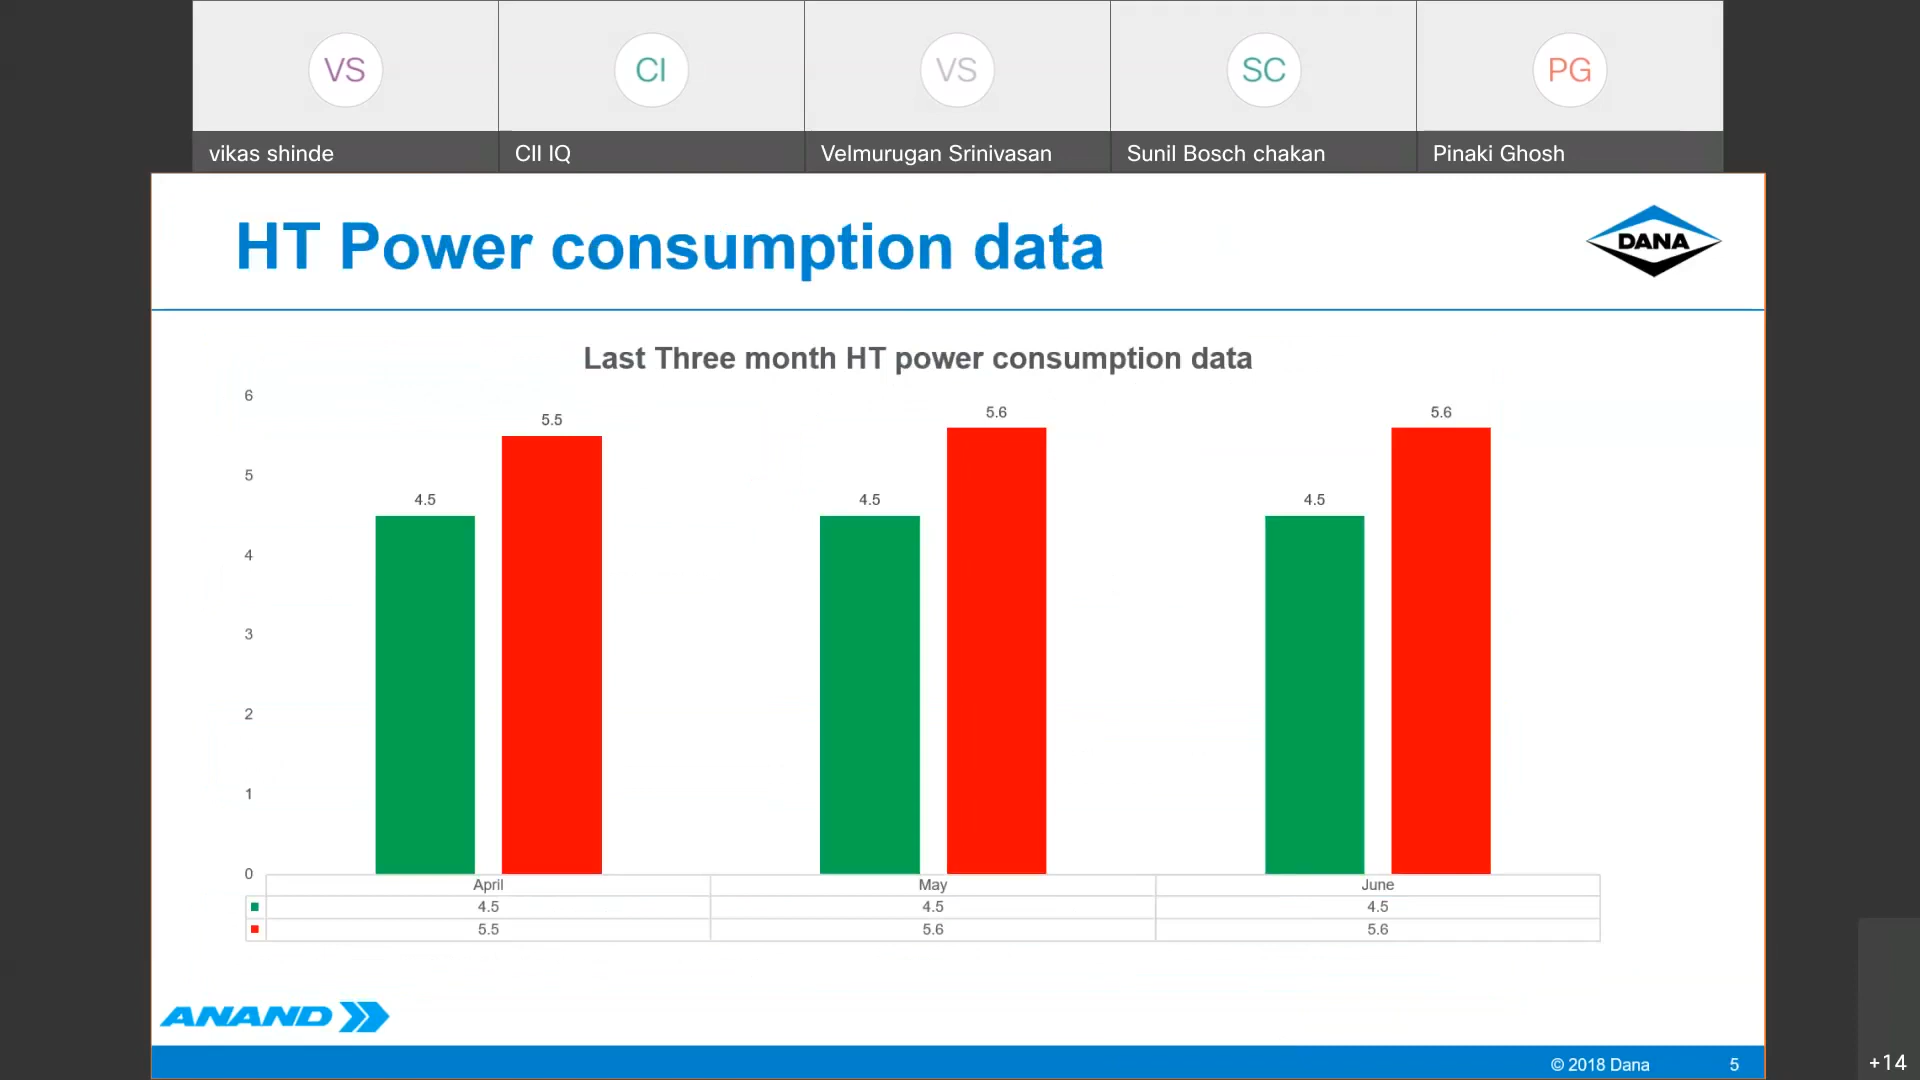 VS CI VS SC PG
vikas shinde CII IQ Velmurugan Srinivasan Sunil Bosch chakan Pinaki Ghosh
HT Power consumption data
DANA
Last Three month HT power consumption data
6
5
4
3
2
1
0
4.5 5.5 4.5 5.6 4.5 5.6
April May June
4.5 4.5 4.5
5.5 5.6 5.6
ANAND
© 2018 Dana 5
+14